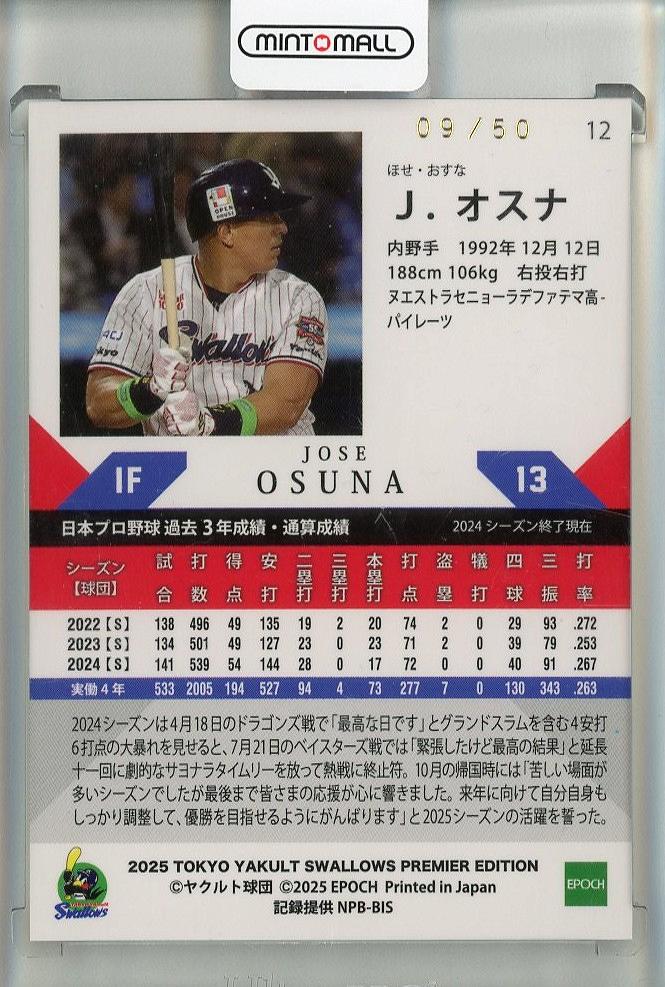 MINTOMALL
09/50
12
ほせ・おすな
J. オスナ
内野手 1992年 12月 12日
188cm 106kg 右投右打
ヌエストラセニョーラデファテマ高-
パイレーツ
OPEN
HOUSE
Swallows
JOSE
IF
OSUNA
13
日本プロ野球 過去 3年成績・通算成績
2024 シーズン終了現在
シーズン【球団】 試合 打数 得点 安打 二塁打 三塁打 本塁打 打点 盗塁 犠打 四球 三振 打率
2022【S】 138 496 49 135 19 2 20 74 2 0 29 93 .272
2023【S】 134 501 49 127 23 0 23 71 2 0 39 79 .253
2024【S】 141 539 54 144 28 0 17 72 0 0 40 91 .267
実働4年 533 2005 194 527 94 4 73 277 7 0 130 343 .263
2024シーズンは4月18日のドラゴンズ戦で「最高な日です」とグランドスラムを含む4安打
6打点の大暴れを見せると、7月21日のベイスターズ戦では「緊張したけど最高の結果」と延長
十一回に劇的なサヨナラタイムリーを放って熱戦に終止符。10月の帰国時には「苦しい場面が
多いシーズンでしたが最後まで皆さまの応援が心に響きました。来年に向けて自分自身も
しっかり調整して、優勝を目指せるようにがんばります」と2025シーズンの活躍を誓った。
2025 TOKYO YAKULT SWALLOWS PREMIER EDITION
©ヤクルト球団 ©2025 EPOCH Printed in Japan
記録提供 NPB-BIS
Swallows
EPOCH